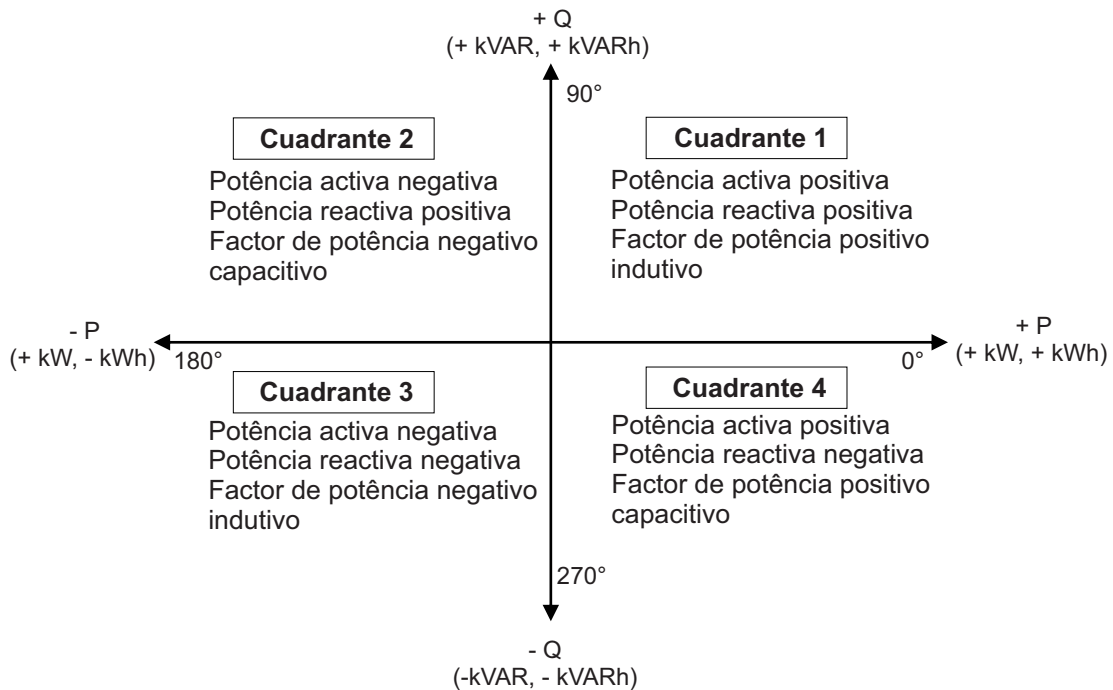 + Q
(+ kVAR, + kVARh)
90°
Cuadrante 2
Potência activa negativa
Potência reactiva positiva
Factor de potência negativo
capacitivo
Cuadrante 1
Potência activa positiva
Potência reactiva positiva
Factor de potência positivo
indutivo
- P
(+ kW, - kWh)
180°
0°
+ P
(+ kW, + kWh)
Cuadrante 3
Potência activa negativa
Potência reactiva negativa
Factor de potência negativo
indutivo
Cuadrante 4
Potência activa positiva
Potência reactiva negativa
Factor de potência positivo
capacitivo
270°
- Q
(-kVAR, - kVARh)